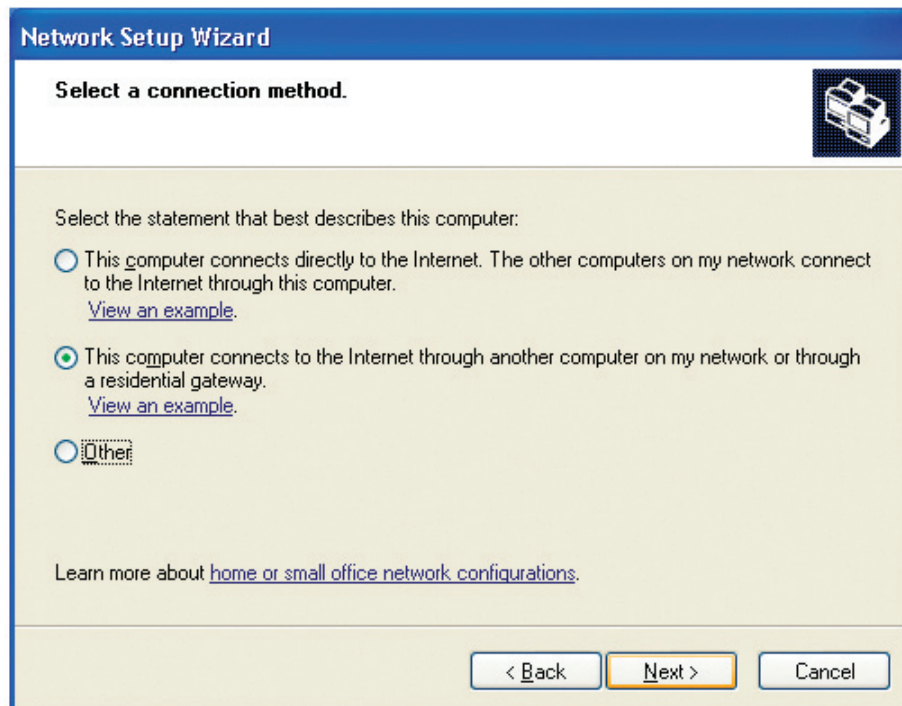 Network Setup Wizard
Select a connection method.
Select the statement that best describes this computer:
This computer connects directly to the Internet. The other computers on my network connect
to the Internet through this computer.
View an example.
This computer connects to the Internet through another computer on my network or through
a residential gateway.
View an example.
Other
Learn more about home or small office network configurations.
< Back Next > Cancel